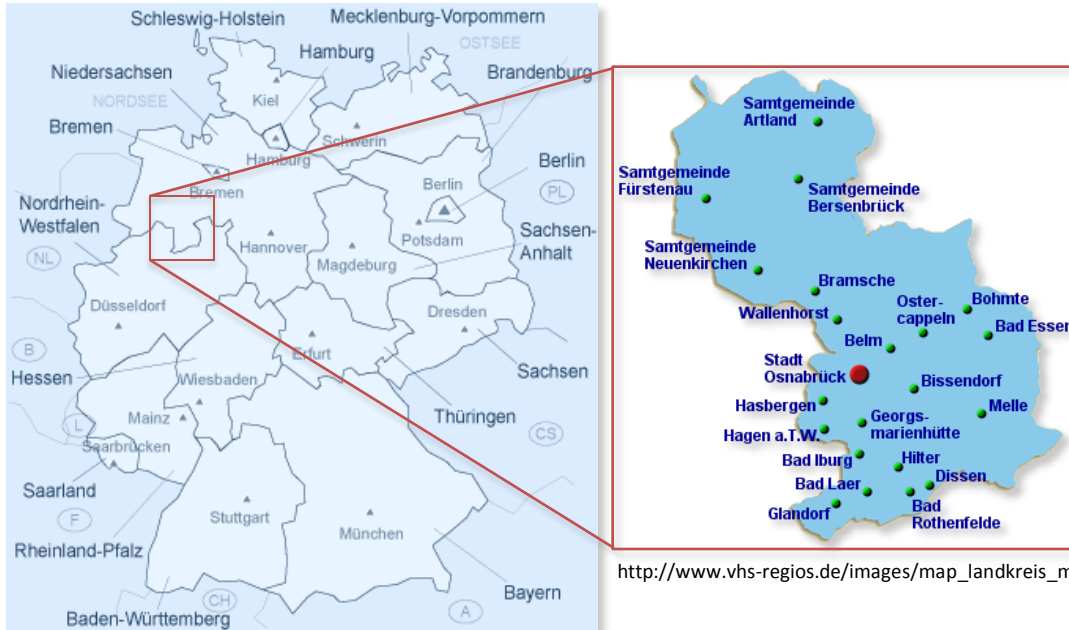 Schleswig-Holstein
Mecklenburg-Vorpommern
Hamburg
OSTSEE
Niedersachsen
Brandenburg
NORDSEE
Kiel
Bremen
Schwerin
Hamburg
Berlin
Bremen
Berlin
PL
Nordrhein-
Westfalen
Hannover
Potsdam
Sachsen-
Anhalt
NL
Magdeburg
Düsseldorf
Dresden
B
Erfurt
Hessen
Wiesbaden
Sachsen
Mainz
Thüringen
L
CS
Saarbrücken
Saarland
F
Stuttgart
München
Rheinland-Pfalz
Bayern
CH
A
Baden-Württemberg
Samtgemeinde
Artland
Samtgemeinde
Fürstenau
Samtgemeinde
Bersenbrück
Samtgemeinde
Neuenkirchen
Bramsche
Wallenhorst
Oster-
cappeln
Bohmte
Bad Essen
Belm
Stadt
Osnabrück
Bissendorf
Hasbergen
Melle
Georgs-
marienhütte
Hagen a.T.W.
Bad Iburg
Hilter
Dissen
Bad Laer
Glandorf
Bad
Rothenfelde
http://www.vhs-regios.de/images/map_landkreis_m